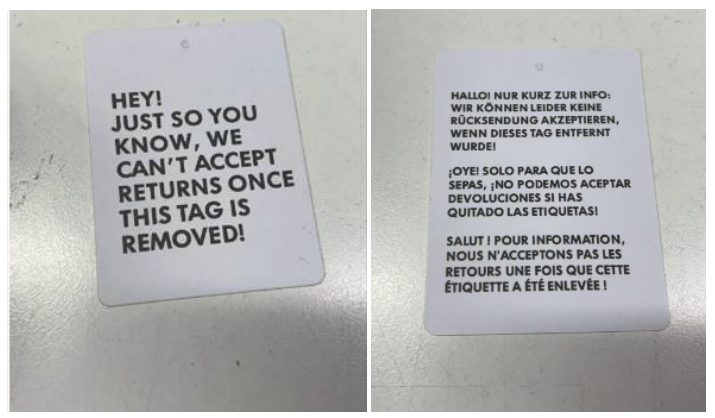 HEY!
JUST SO YOU
KNOW, WE
CAN'T ACCEPT
RETURNS ONCE
THIS TAG IS
REMOVED!
HALLO! NUR KURZ ZUR INFO:
WIR KÖNNEN LEIDER KEINE
RÜCKSENDUNG AKZEPTIEREN,
WENN DIESES TAG ENTFERNT
WURDE!
¡OYE! SOLO PARA QUE LO
SEPAS, ¡NO PODEMOS ACEPTAR
DEVOLUCIONES SI HAS
QUITADO LAS ETIQUETAS!
SALUT ! POUR INFORMATION,
NOUS N'ACCEPTONS PAS LES
RETOURS UNE FOIS QUE CETTE
ÉTIQUETTE A ÉTÉ ENLEVÉE !